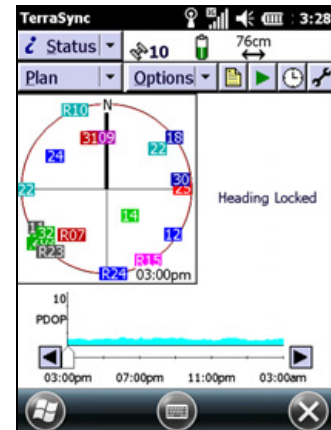 TerraSync 3:28
i Status 10 76cm
Plan Options
N
R10
3109 18
22
24
30
22 25
14
32 R07 12
R23
R15
R24 03:00pm
Heading Locked
10
PDOP
03:00pm 07:00pm 11:00pm 03:00am